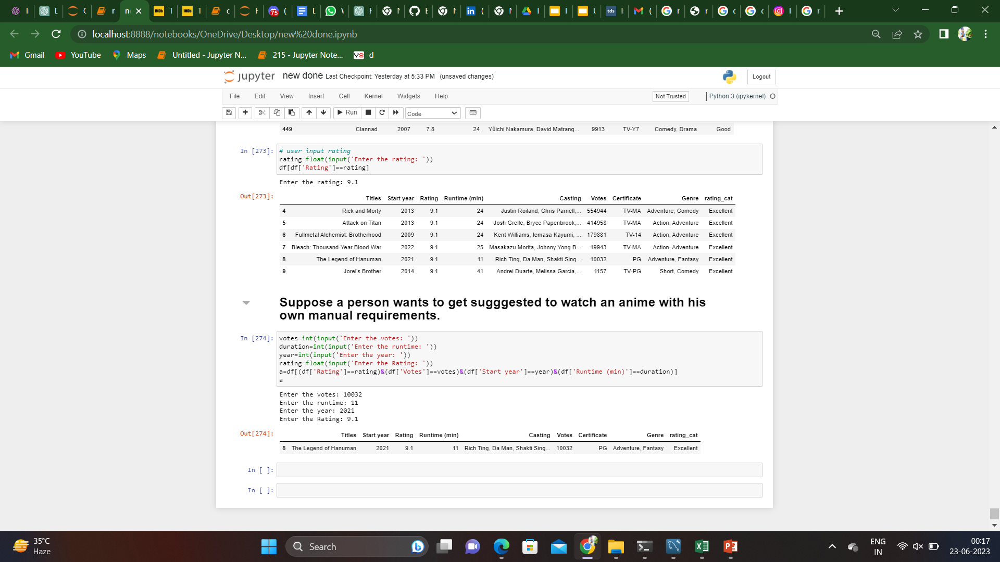 75
IMDb
IMDb
tds
localhost:8888/notebooks/OneDrive/Desktop/new%20done.ipynb
Gmail YouTube Maps Untitled - Jupyter N... 215 - Jupyter Note... d
jupyter new done Last Checkpoint: Yesterday at 5:33 PM (unsaved changes) Logout
File Edit View Insert Cell Kernel Widgets Help Not Trusted Python 3 (ipykernel)
Run Code
449 Clannad 2007 7.8 24 Yûichi Nakamura, David Matrang... 9913 TV-Y7 Comedy, Drama Good
In [273]: # user input rating
rating=float(input('Enter the rating: '))
df[df['Rating']==rating]
Enter the rating: 9.1
Out[273]: Titles Start year Rating Runtime (min) Casting Votes Certificate Genre rating_cat
4 Rick and Morty 2013 9.1 24 Justin Roiland, Chris Parnell,... 554944 TV-MA Adventure, Comedy Excellent
5 Attack on Titan 2013 9.1 24 Josh Grelle, Bryce Papenbrook,... 414958 TV-MA Action, Adventure Excellent
6 Fullmetal Alchemist: Brotherhood 2009 9.1 24 Kent Williams, Iemasa Kayumi, ... 179881 TV-14 Action, Adventure Excellent
7 Bleach: Thousand-Year Blood War 2022 9.1 25 Masakazu Morita, Johnny Yong B... 19943 TV-MA Action, Adventure Excellent
8 The Legend of Hanuman 2021 9.1 11 Rich Ting, Da Man, Shakti Sing... 10032 PG Adventure, Fantasy Excellent
9 Jorel's Brother 2014 9.1 41 Andrei Duarte, Melissa Garcia,... 1157 TV-PG Short, Comedy Excellent
Suppose a person wants to get sugggested to watch an anime with his
own manual requirements.
In [274]: votes=int(input('Enter the votes: '))
duration=int(input('Enter the runtime: '))
year=int(input('Enter the year: '))
rating=float(input('Enter the Rating: '))
a=df[(df['Rating']==rating)&(df['Votes']==votes)&(df['Start year']==year)&(df['Runtime (min)']==duration)]
a
Enter the votes: 10032
Enter the runtime: 11
Enter the year: 2021
Enter the Rating: 9.1
Out[274]: Titles Start year Rating Runtime (min) Casting Votes Certificate Genre rating_cat
8 The Legend of Hanuman 2021 9.1 11 Rich Ting, Da Man, Shakti Sing... 10032 PG Adventure, Fantasy Excellent
In [ ]:
In [ ]:
35°C
Haze
Search
ENG
IN
00:17
23-06-2023